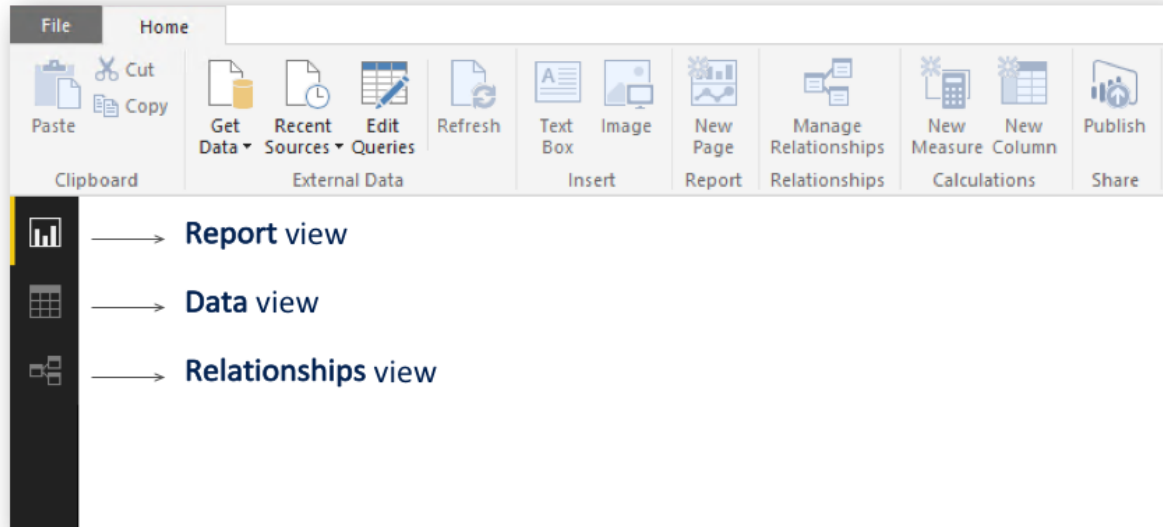 File
Home
Paste
Cut
Copy
Clipboard
Get
Data
Recent
Sources
Edit
Queries
Refresh
External Data
Text
Box
Image
Insert
New
Page
Report
Manage
Relationships
Relationships
New
Measure
New
Column
Calculations
Publish
Share
Report view
Data view
Relationships view